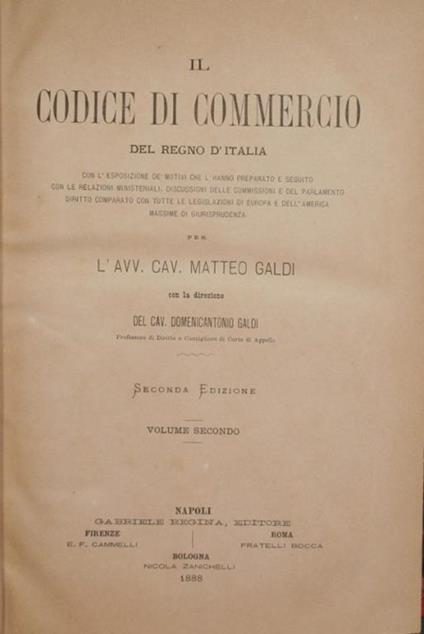 IL
CODICE DI COMMERCIO
DEL REGNO D'ITALIA
CON L'ESPOSIZIONE DE' MOTIVI CHE L'HANNO PREPARATO E SEGUITO
CON LE RELAZIONI MINISTERIALI, DISCUSSIONI DELLE COMMISSIONI E DEL PARLAMENTO
DIRITTO COMPARATO CON TUTTE LE LEGISLAZIONI DI EUROPA E DELL'AMERICA
MASSIME DI GIURISPRUDENZA
PER
L'AVV. CAV. MATTEO GALDI
con la direzione
DEL CAV. DOMENICANTONIO GALDI
Professore di Diritto e Consigliere di Corte di Appello
SECONDA EDIZIONE
VOLUME SECONDO
NAPOLI
GABRIELE REGINA, EDITORE
FIRENZE ROMA
E. F. CAMMELLI FRATELLI BOCCA
BOLOGNA
NICOLA ZANICHELLI
1888